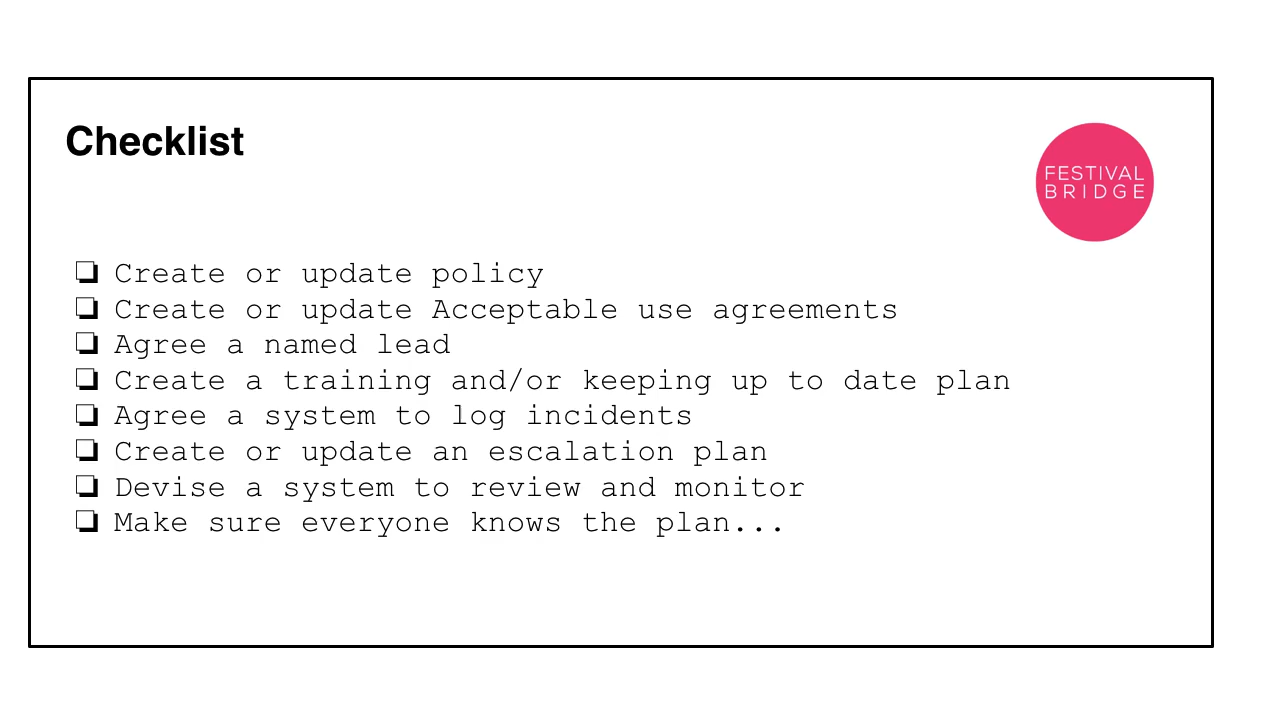 Checklist
FESTIVAL
BRIDGE
❏ Create or update policy
❏ Create or update Acceptable use agreements
❏ Agree a named lead
❏ Create a training and/or keeping up to date plan
❏ Agree a system to log incidents
❏ Create or update an escalation plan
❏ Devise a system to review and monitor
❏ Make sure everyone knows the plan...